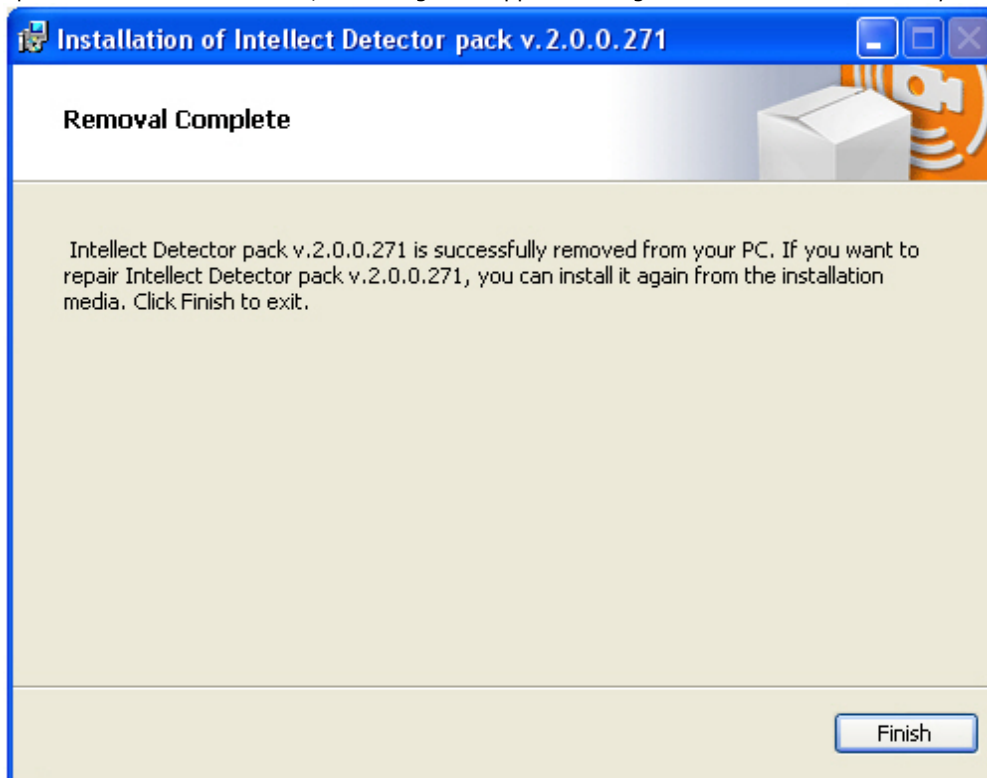 Installation of Intellect Detector pack v.2.0.0.271
Removal Complete
Intellect Detector pack v.2.0.0.271 is successfully removed from your PC. If you want to
repair Intellect Detector pack v.2.0.0.271, you can install it again from the installation
media. Click Finish to exit.
Finish